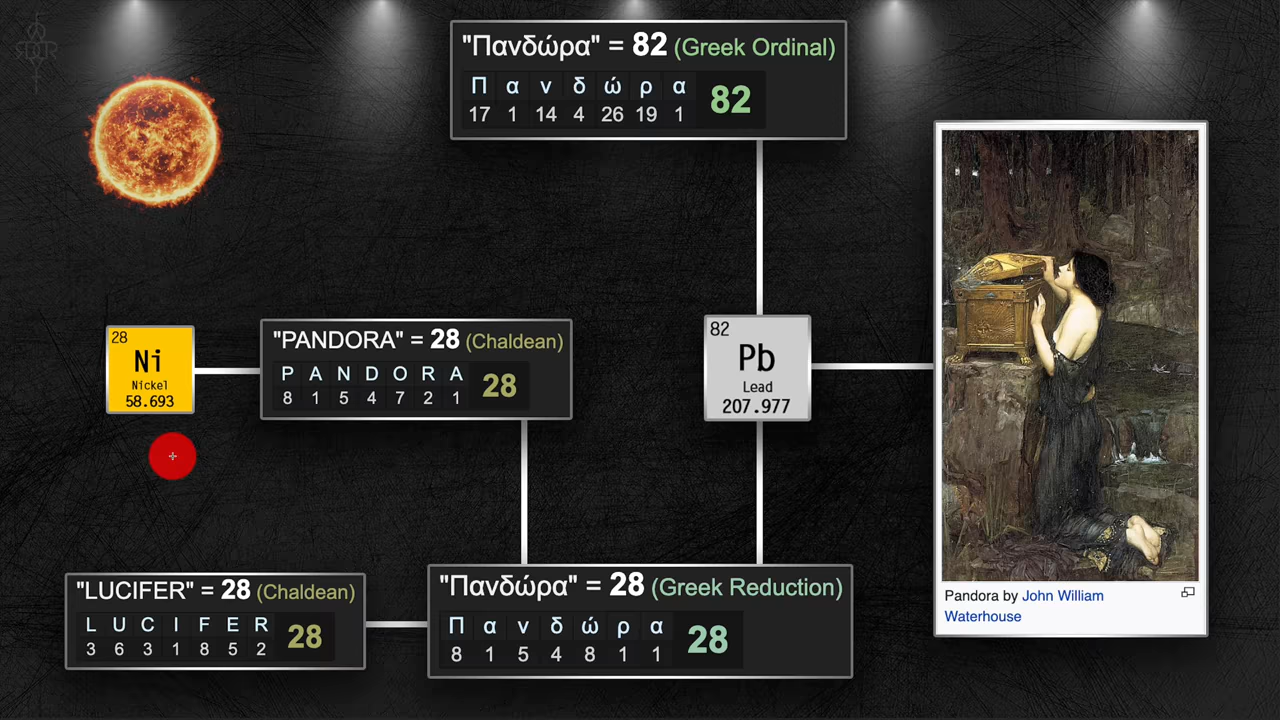 "Πανδώρα" = 82 (Greek Ordinal)
Π α ν δ ώ ρ α
17 1 14 4 26 19 1
82
28
Ni
Nickel
58.693
"PANDORA" = 28 (Chaldean)
P A N D O R A
8 1 5 4 7 2 1
28
82
Pb
Lead
207.977
"LUCIFER" = 28 (Chaldean)
L U C I F E R
3 6 3 1 8 5 2
28
"Πανδώρα" = 28 (Greek Reduction)
Π α ν δ ώ ρ α
8 1 5 4 8 1 1
28
Pandora by John William
Waterhouse